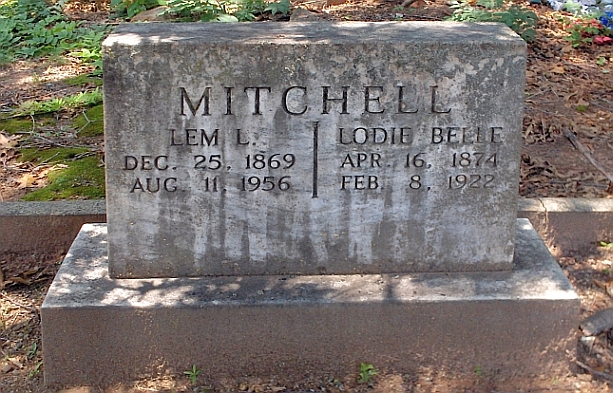 MITCHELL
LEM L. LODIE BELLE
DEC. 25, 1869 APR. 16, 1874
AUG. 11, 1956 FEB. 8, 1922